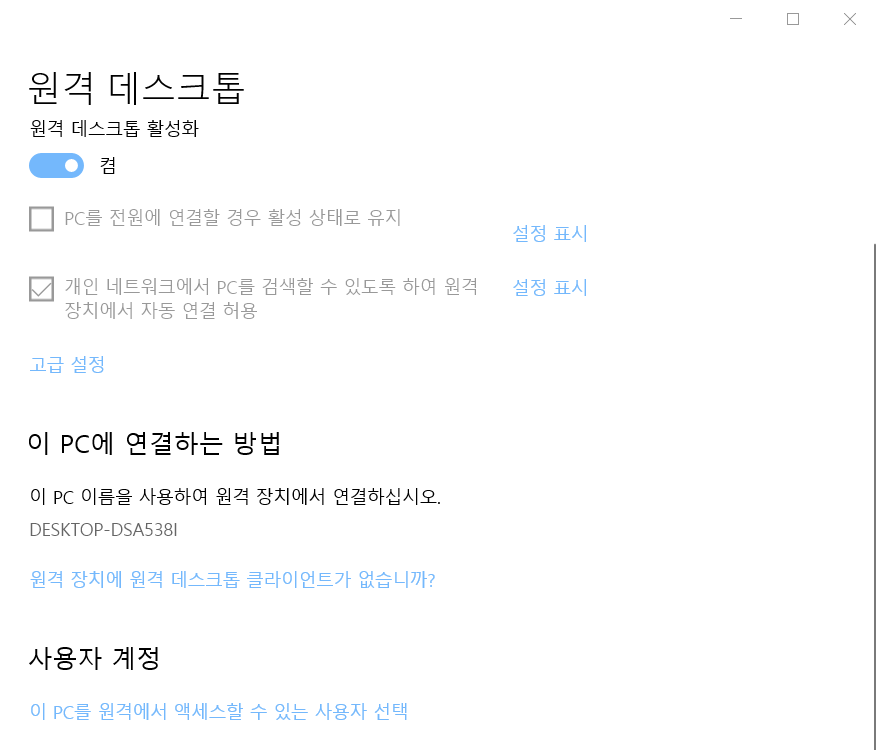 원격 데스크톱
원격 데스크톱 활성화
켬
PC를 전원에 연결할 경우 활성 상태로 유지
설정 표시
개인 네트워크에서 PC를 검색할 수 있도록 하여 원격
장치에서 자동 연결 허용
설정 표시
고급 설정
이 PC에 연결하는 방법
이 PC 이름을 사용하여 원격 장치에서 연결하십시오.
DESKTOP-DSA538I
원격 장치에 원격 데스크톱 클라이언트가 없습니까?
사용자 계정
이 PC를 원격에서 액세스할 수 있는 사용자 선택